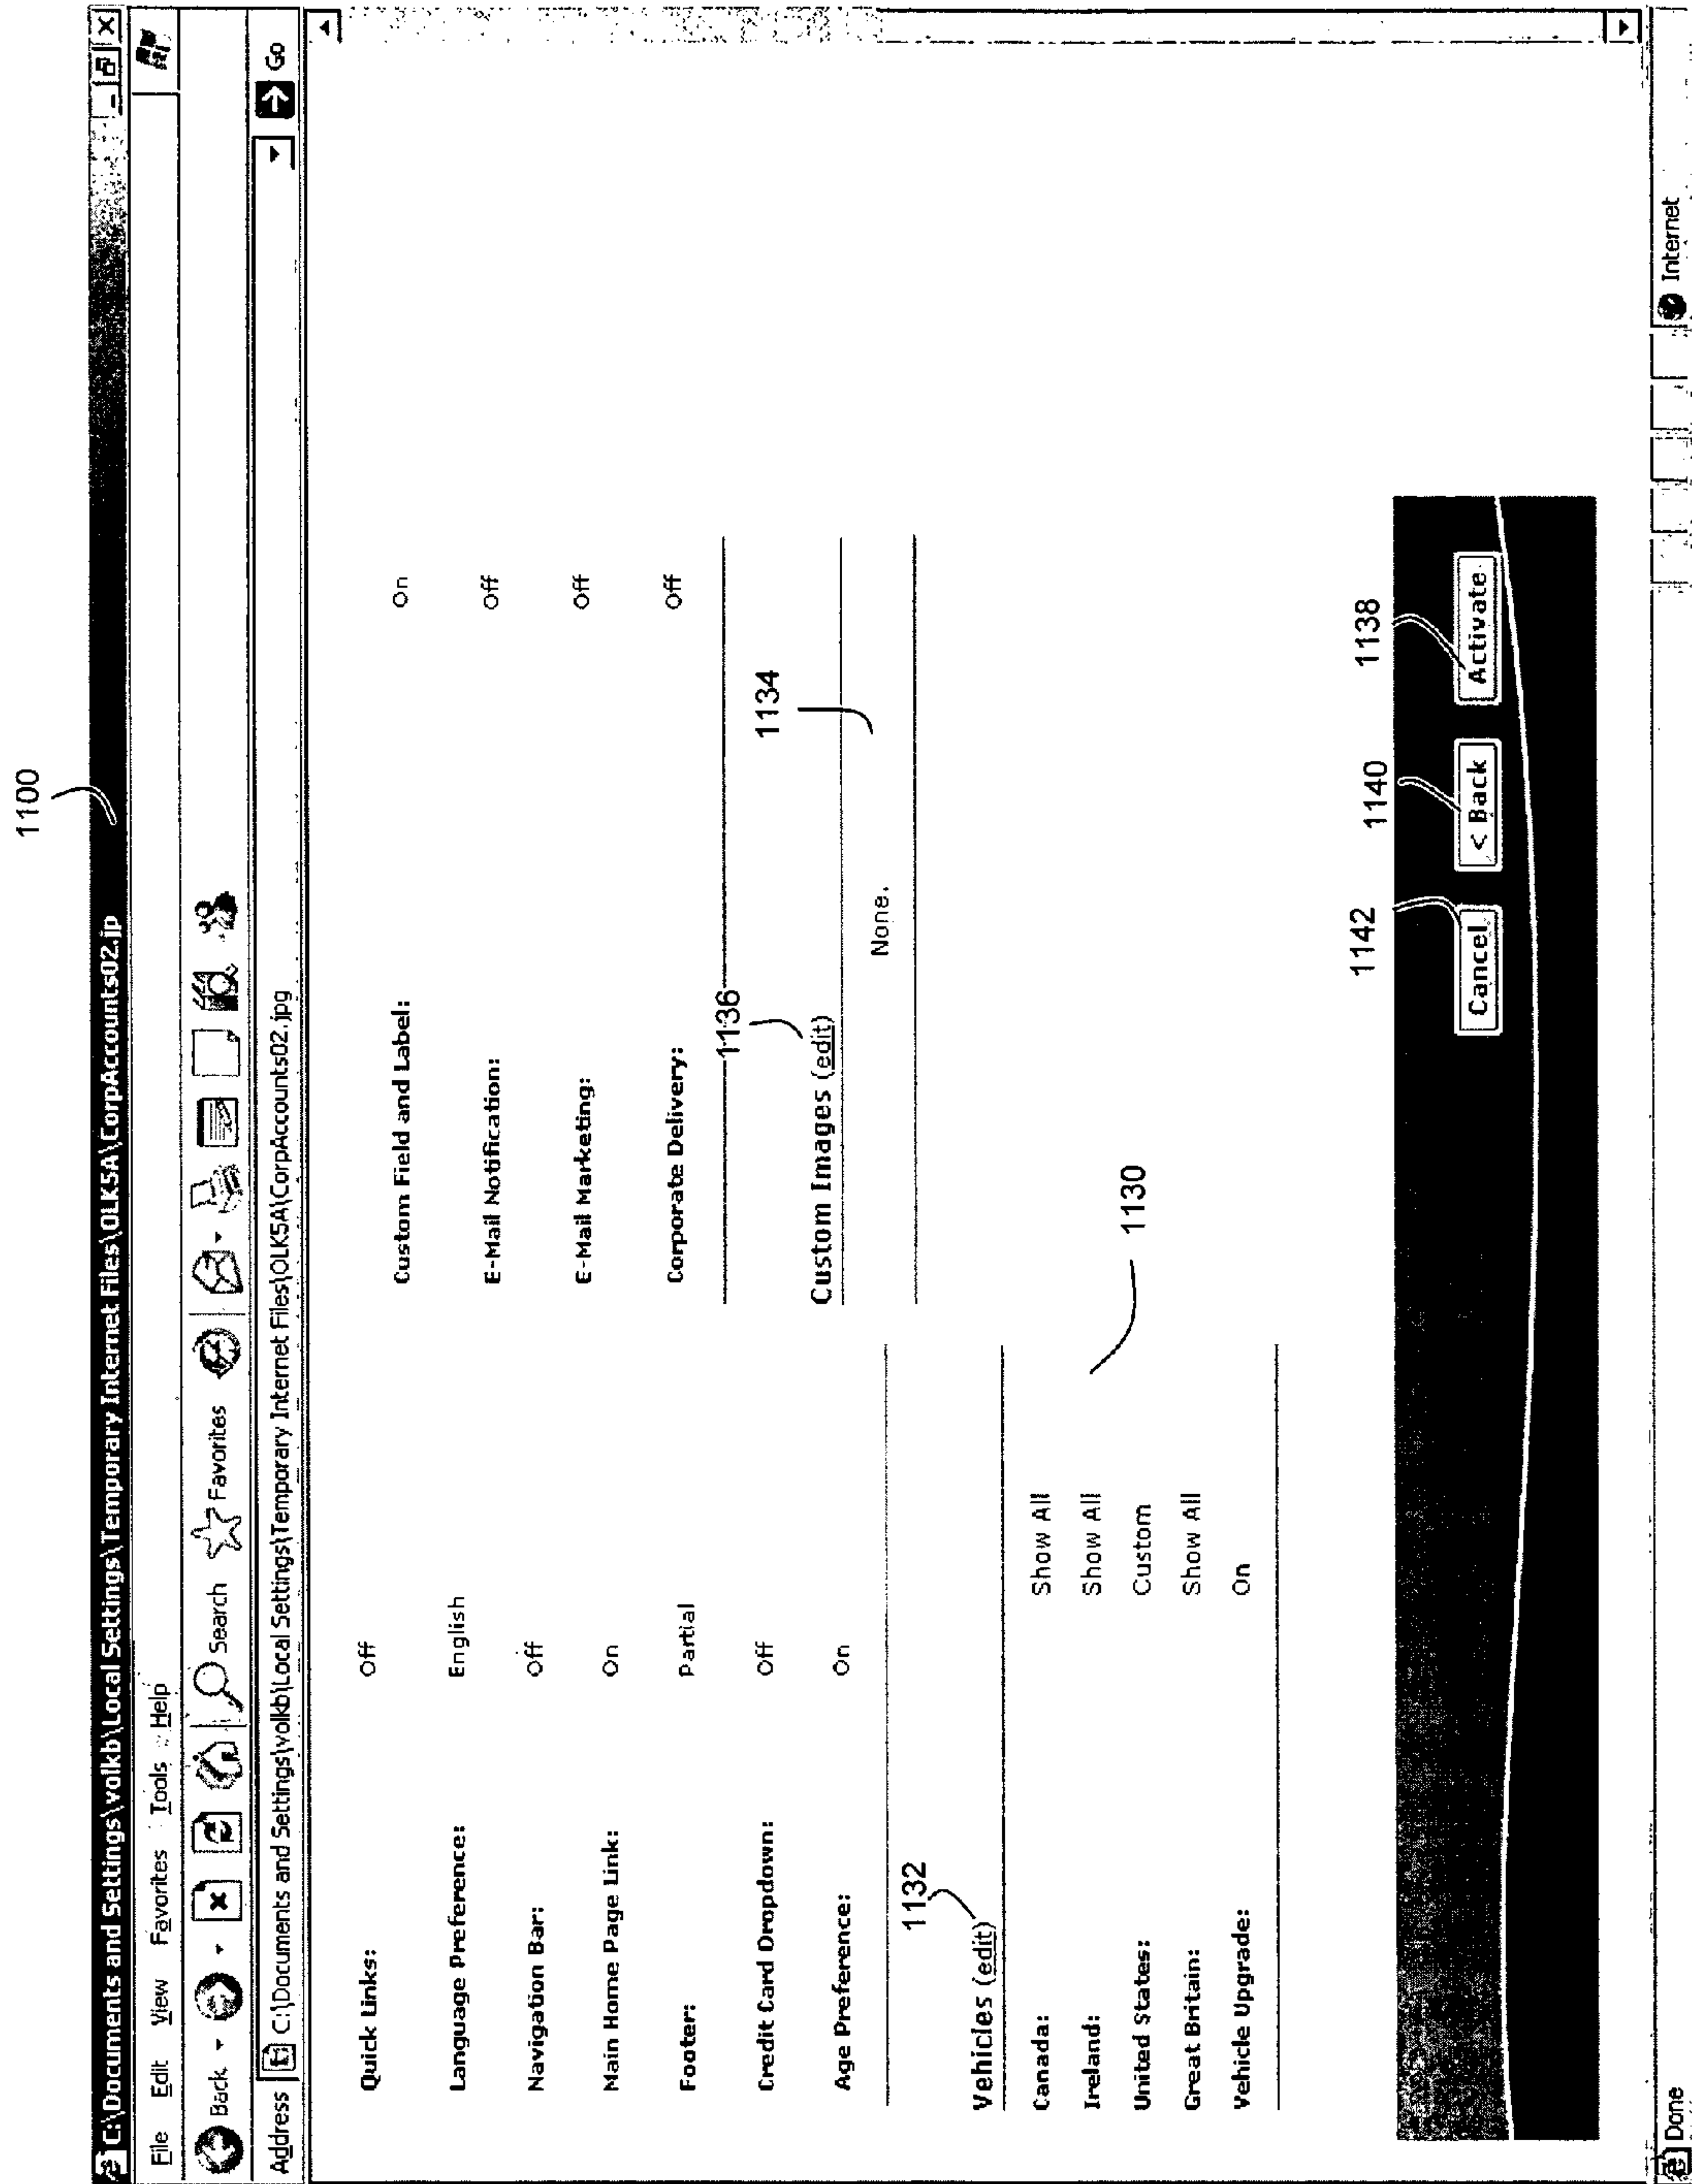 1100
C:\Documents and Settings\volkb\Local Settings\Temporary Internet Files\OLK5A\CorpAccounts02.jp
File Edit View Favorites Tools Help
Back Search Favorites
Address C:\Documents and Settings\volkb\Local Settings\Temporary Internet Files\OLK5A\CorpAccounts02.jpg Go
Quick Links: Off
Language Preference: English
Navigation Bar: Off
Main Home Page Link: On
Footer: Partial
Credit Card Dropdown: Off
Age Preference: On
1132
Vehicles (edit)
Canada: Show All
Ireland: Show All
United States: Custom
Great Britain: Show All
Vehicle Upgrade: On
1130
Custom Field and Label: On
E-Mail Notification: Off
E-Mail Marketing: Off
Corporate Delivery: Off
1136
1134
Custom Images (edit)
None.
1142 1140 1138
Cancel < Back Activate
Done Internet